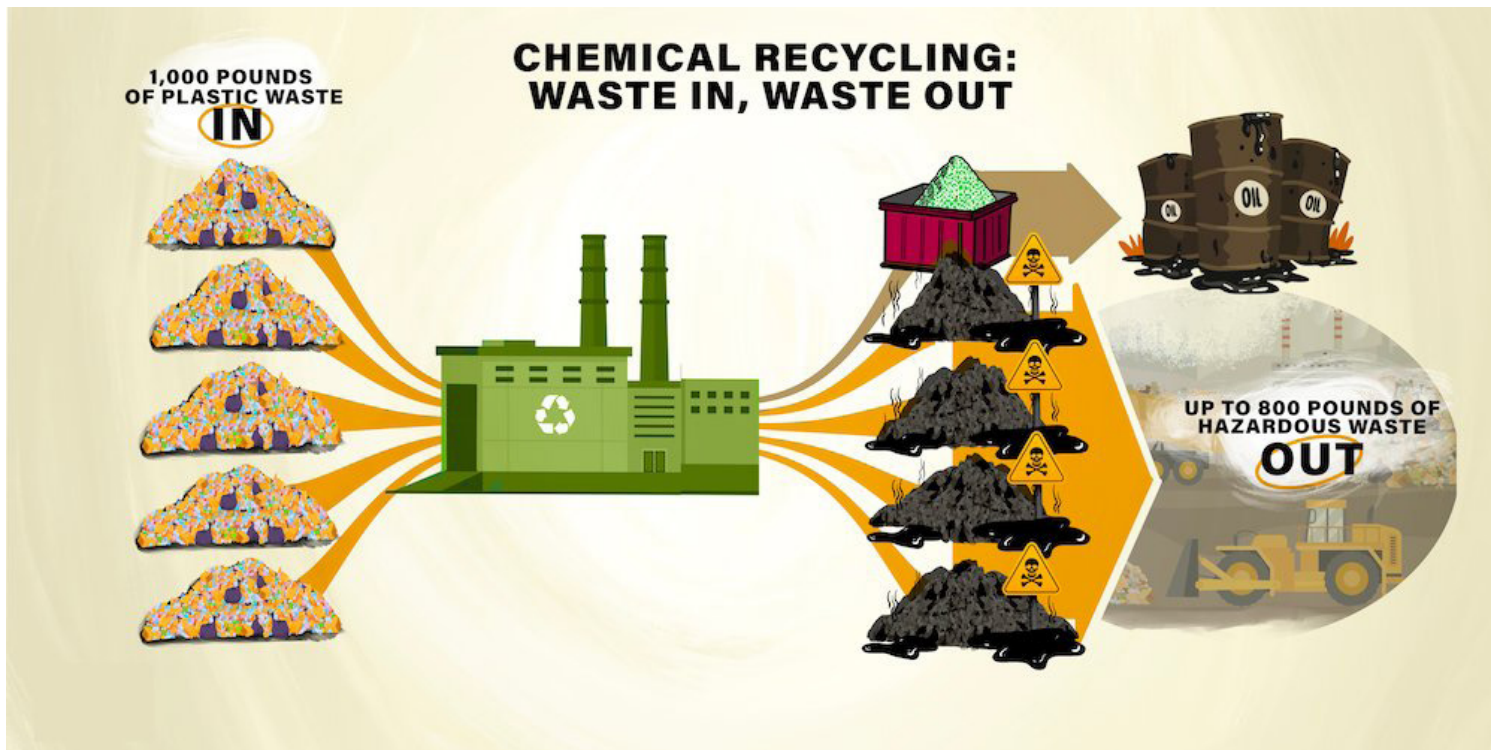 CHEMICAL RECYCLING:
WASTE IN, WASTE OUT
1,000 POUNDS
OF PLASTIC WASTE
IN
OIL
OIL
OIL
UP TO 800 POUNDS OF
HAZARDOUS WASTE
OUT